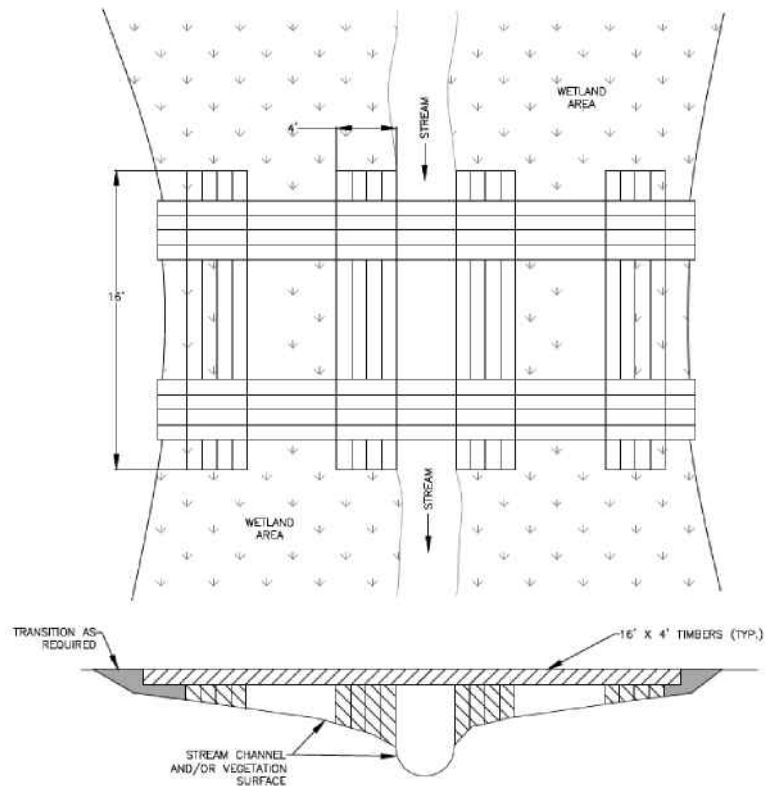 WETLAND
AREA
4'
STREAM
16'
STREAM
WETLAND
AREA
TRANSITION AS
REQUIRED
16' X 4' TIMBERS (TYP.)
STREAM CHANNEL
AND/OR VEGETATION
SURFACE